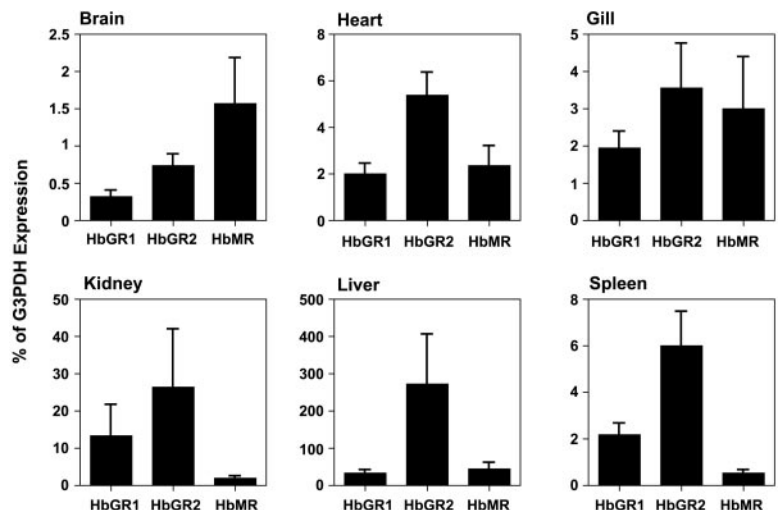 Brain
2.5
2
1.5
1
0.5
0
HbGR1 HbGR2 HbMR
Heart
8
6
4
2
0
HbGR1 HbGR2 HbMR
Gill
5
4
3
2
1
0
HbGR1 HbGR2 HbMR
% of G3PDH Expression
Kidney
50
40
30
20
10
0
HbGR1 HbGR2 HbMR
Liver
500
400
300
200
100
0
HbGR1 HbGR2 HbMR
Spleen
8
6
4
2
0
HbGR1 HbGR2 HbMR